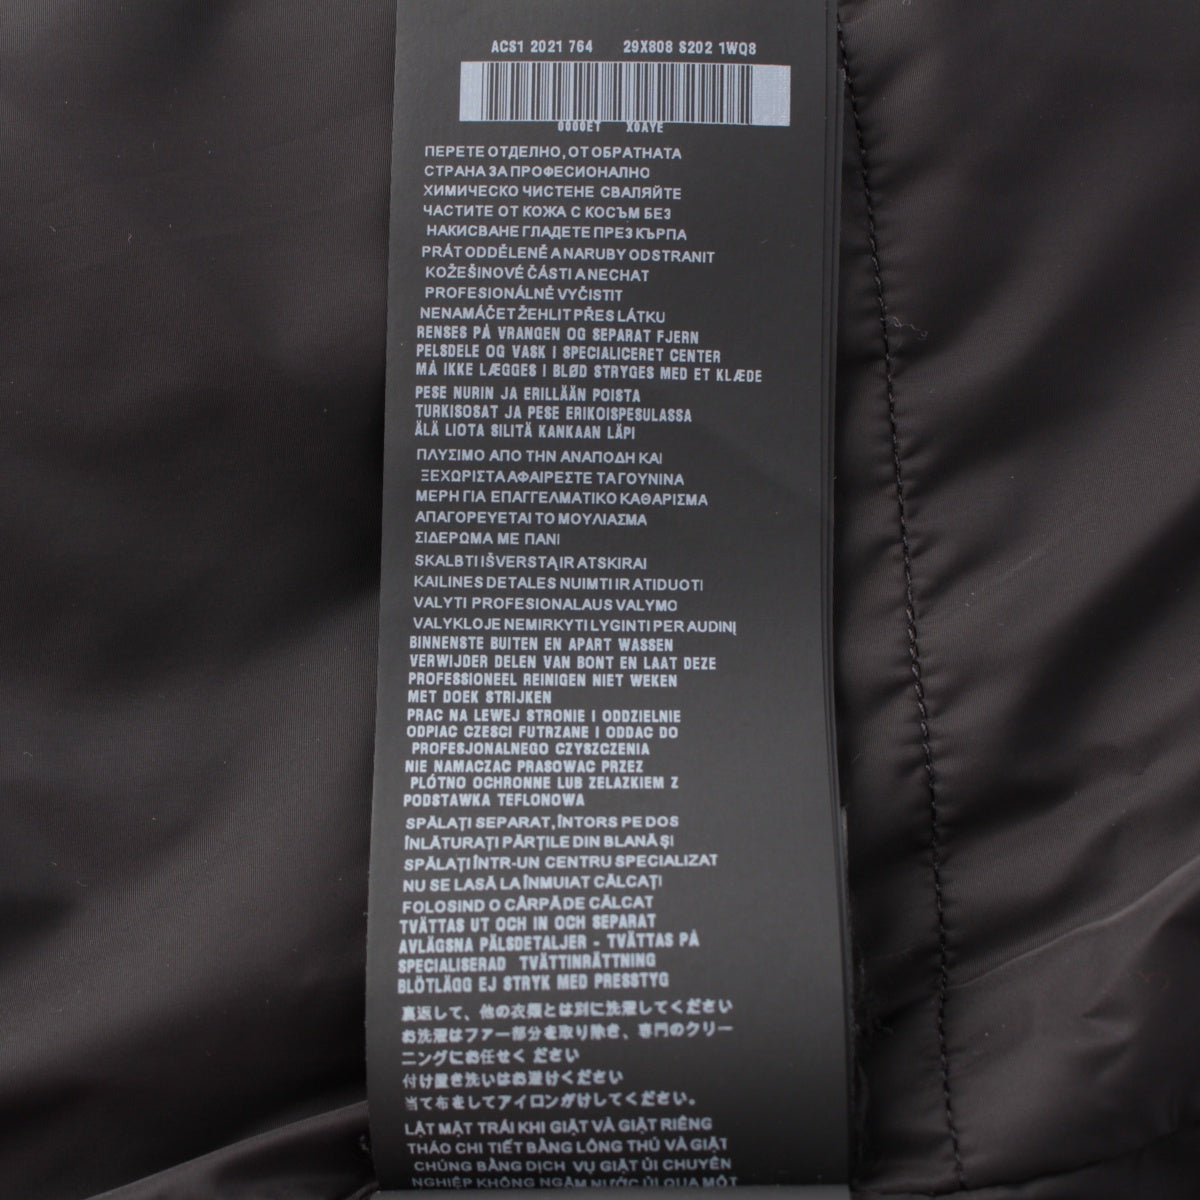 ACS1 2021 764 29X808 S202 1WQ8
0000ET X0AYE
ПЕРЕТЕ ОТДЕЛНО, ОТ ОБРАТНАТА
СТРАНА ЗА ПРОФЕСИОНАЛНО
ХИМИЧЕСКО ЧИСТЕНЕ СВАЛЯЙТЕ
ЧАСТИТЕ ОТ КОЖА С КОСЪМ БЕЗ
НАКИСВАНЕ ГЛАДЕТЕ ПРЕЗ КЪРПА
PRÁT ODDĚLENĚ A NARUBY ODSTRANIT
KOŽEŠINOVÉ ČÁSTI A NECHAT
PROFESIONÁLNĚ VYČISTIT
NENAMÁČET ŽEHLIT PŘES LÁTKU
RENSES PÅ VRANGEN OG SEPARAT FJERN
PELSDELE OG VASK I SPECIALICERET CENTER
MÅ IKKE LÆGGES I BLØD STRYGES MED ET KLÆDE
PESE NURIN JA ERILLÄÄN POISTA
TURKISOSAT JA PESE ERIKOISPESULASSA
ÄLÄ LIOTA SILITÄ KANKAAN LÄPI
ΠΛΥΣΙΜΟ ΑΠΟ ΤΗΝ ΑΝΑΠΟΔΗ ΚΑΙ
ΞΕΧΩΡΙΣΤΑ ΑΦΑΙΡΕΣΤΕ ΤΑ ΓΟΥΝΙΝΑ
ΜΕΡΗ ΓΙΑ ΕΠΑΓΓΕΛΜΑΤΙΚΟ ΚΑΘΑΡΙΣΜΑ
ΑΠΑΓΟΡΕΥΕΤΑΙ ΤΟ ΜΟΥΛΙΑΣΜΑ
ΣΙΔΕΡΩΜΑ ΜΕ ΠΑΝΙ
SKALBTI IŠVERSTĄ IR ATSKIRAI
KAILINES DETALES NUIMTI IR ATIDUOTI
VALYTI PROFESIONALAUS VALYMO
VALYKLOJE NEMIRKYTI LYGINTI PER AUDINĮ
BINNENSTE BUITEN EN APART WASSEN
VERWIJDER DELEN VAN BONT EN LAAT DEZE
PROFESSIONEEL REINIGEN NIET WEKEN
MET DOEK STRIJKEN
PRAC NA LEWEJ STRONIE I ODDZIELNIE
ODPIAC CZESCI FUTRZANE I ODDAC DO
PROFESJONALNEGO CZYSZCZENIA
NIE NAMACZAC PRASOWAC PRZEZ
PLÓTNO OCHRONNE LUB ZELAZKIEM Z
PODSTAWKA TEFLONOWA
SPĂLAȚI SEPARAT, ÎNTORS PE DOS
ÎNLĂTURAȚI PĂRȚILE DIN BLANĂ ȘI
SPĂLAȚI ÎNTR-UN CENTRU SPECIALIZAT
NU SE LASĂ LA ÎNMUIAT CĂLCAȚI
FOLOSIND O CÂRPĂ DE CĂLCAT
TVÄTTAS UT OCH IN OCH SEPARAT
AVLÄGSNA PÄLSDETALJER - TVÄTTAS PÅ
SPECIALISERAD TVÄTTINRÄTTNING
BLÖTLÄGG EJ STRYK MED PRESSTYG
裏返して、他の衣類とは別に洗濯してください
お洗濯はファー部分を取り除き、専門のクリー
ニングにお任せく ださい
付け置き洗いはお避けください
当て布をしてアイロンがけしてください。
LẬT MẶT TRÁI KHI GIẶT VÀ GIẶT RIÊNG
THÁO CHI TIẾT BẰNG LÔNG THÚ VÀ GIẶT
CHÚNG BẰNG DỊCH VỤ GIẶT ỦI CHUYÊN
NGHIỆP KHÔNG NGÂM NƯỚC ỦI QUA MỘT